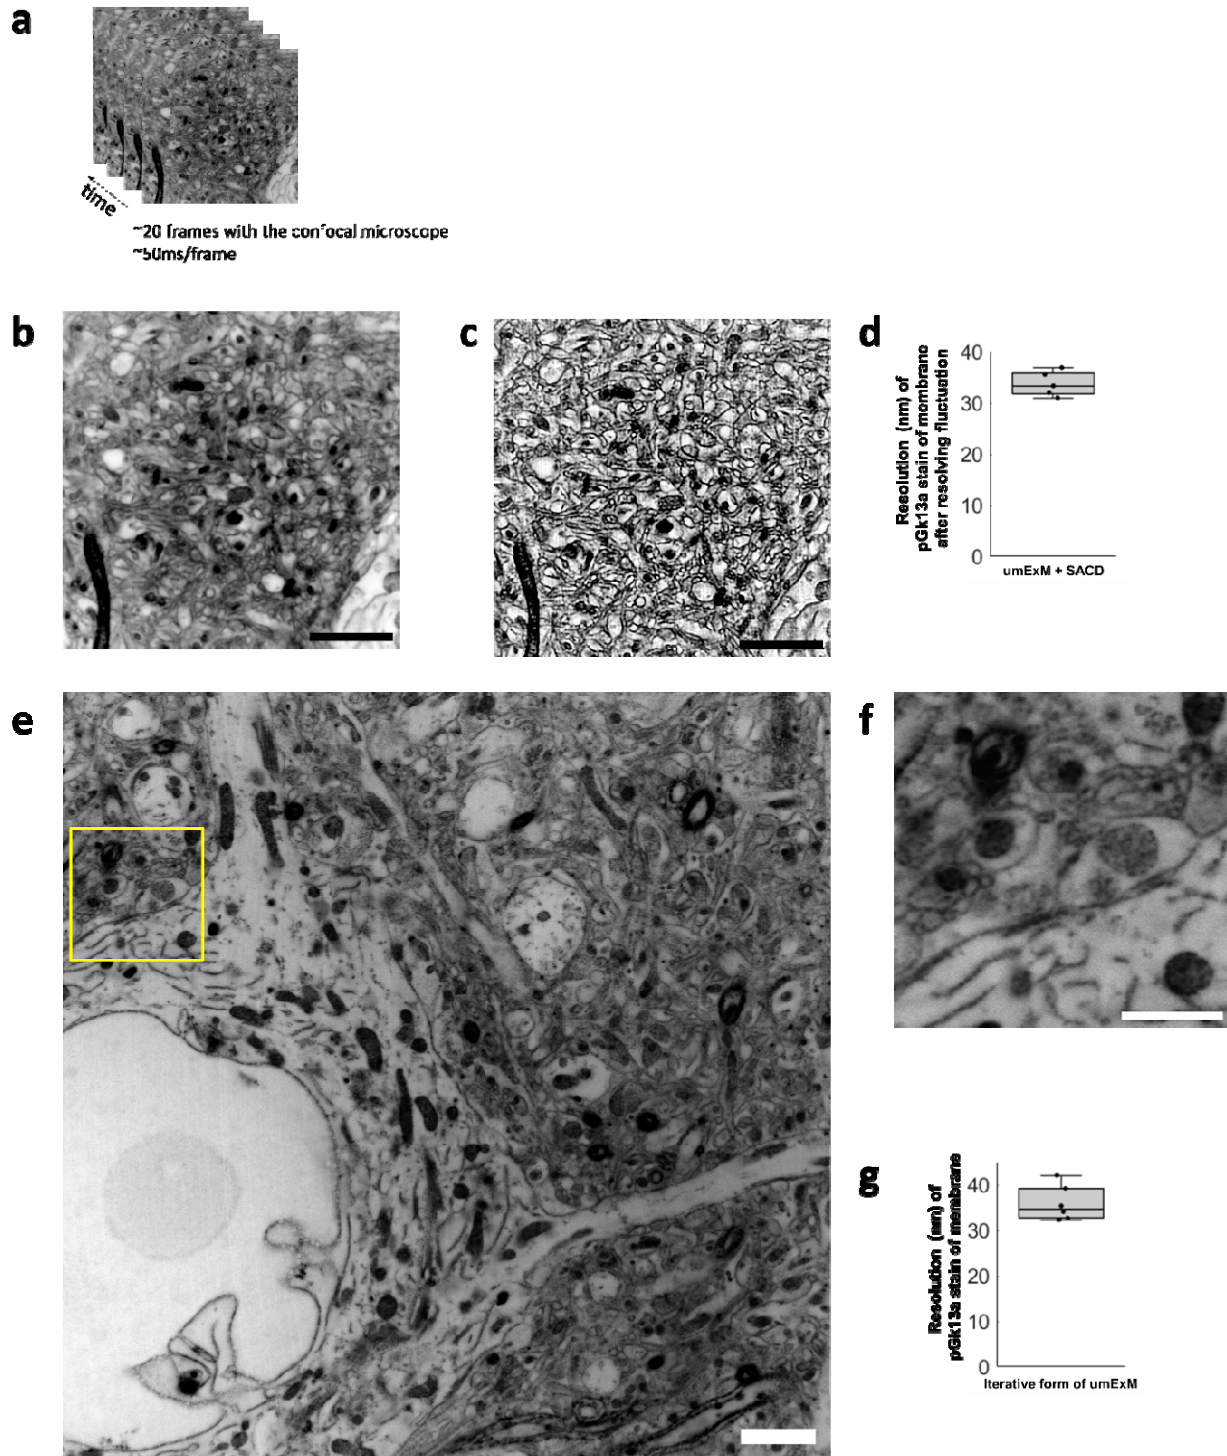 a
time
~20 frames with the confocal microscope
~50ms/frame
b
c
d
Resolution (nm) of
pGk13a stain of mombrane
after resolving fluctuation
40
30
20
10
0
umExM + SACD
e
f
g
Resolution (nm) of
pGk13a stain of membrane
40
30
20
10
0
Iterative form of umExM